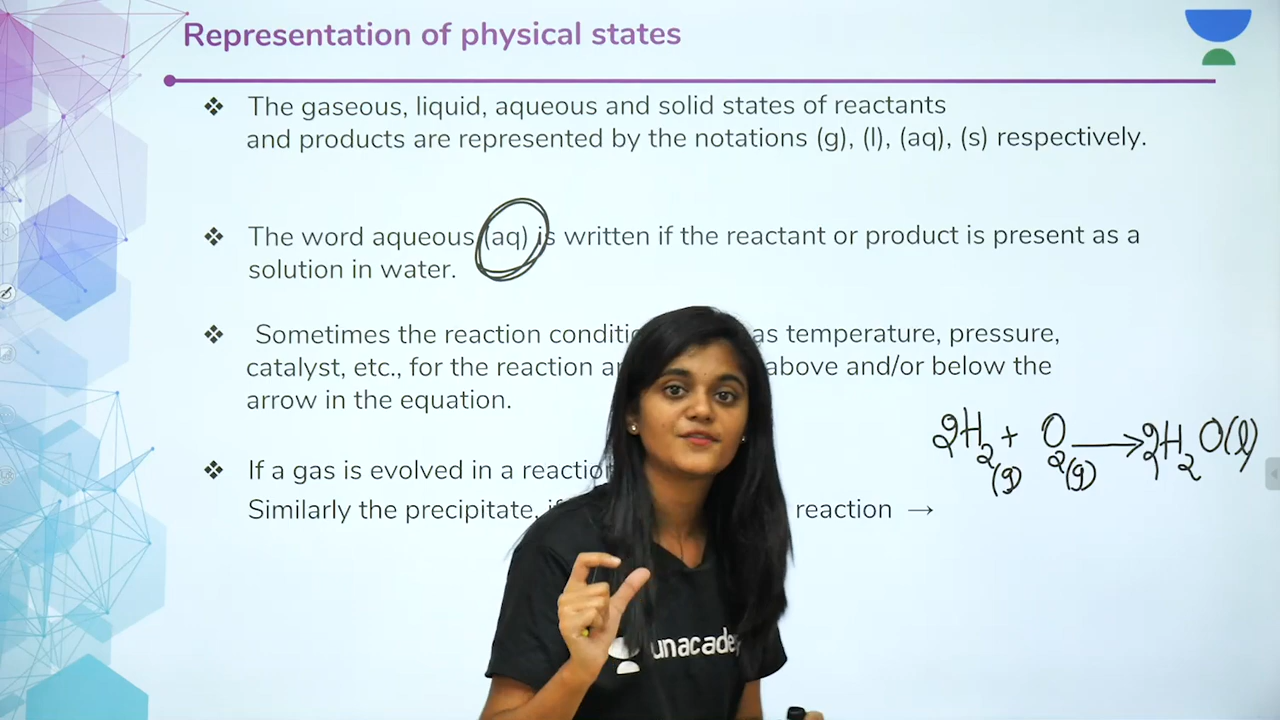 Representation of physical states
❖ The gaseous, liquid, aqueous and solid states of reactants
and products are represented by the notations (g), (l), (aq), (s) respectively.
❖ The word aqueous (aq) is written if the reactant or product is present as a
solution in water.
❖ Sometimes the reaction as temperature, pressure,
catalyst, etc., for the reaction above and/or below the
arrow in the equation.
2H₂(g) + O₂(g) → 2H₂O(l)
❖ If a gas is evolved in a
Similarly the precipitate, reaction →
unacade